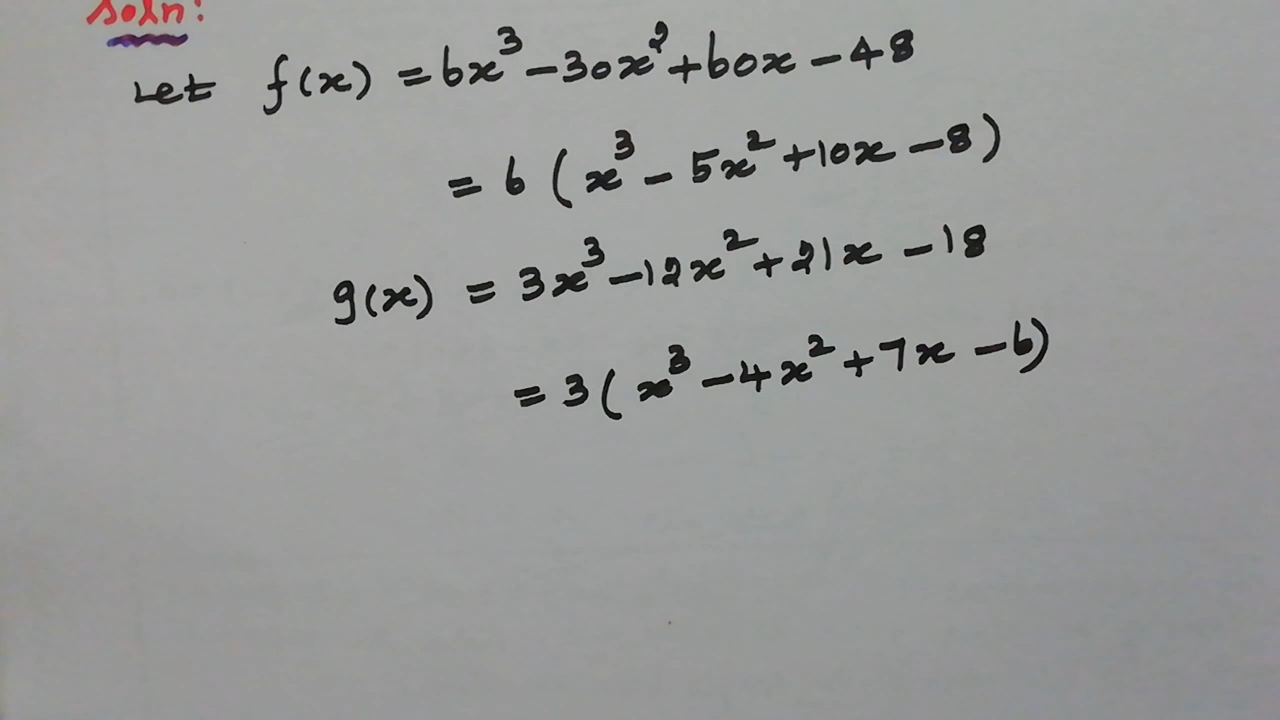 Soln:
Let f(x) = 6x³ - 30x² + 60x - 48
= 6 (x³ - 5x² + 10x - 8)
g(x) = 3x³ - 12x² + 21x - 18
= 3 (x³ - 4x² + 7x - 6)